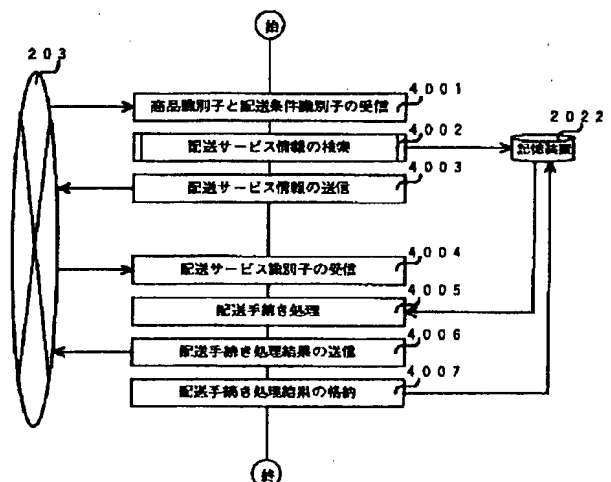 始
203
4001
商品識別子と配送条件識別子の受信
4002
2022
配送サービス情報の検索
記憶装置
4003
配送サービス情報の送信
4004
配送サービス識別子の受信
4005
配送手続き処理
4006
配送手続き処理結果の送信
4007
配送手続き処理結果の格納
終